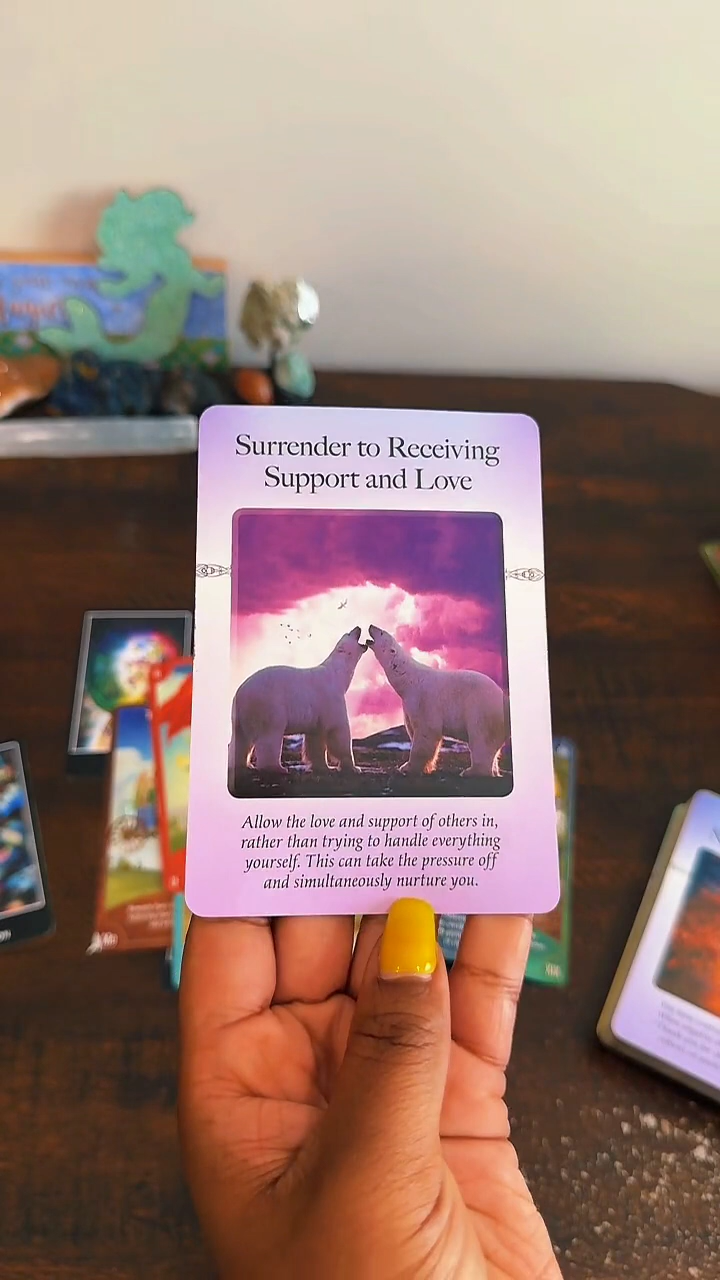 Surrender to Receiving
Support and Love
Allow the love and support of others in,
rather than trying to handle everything
yourself. This can take the pressure off
and simultaneously nurture you.